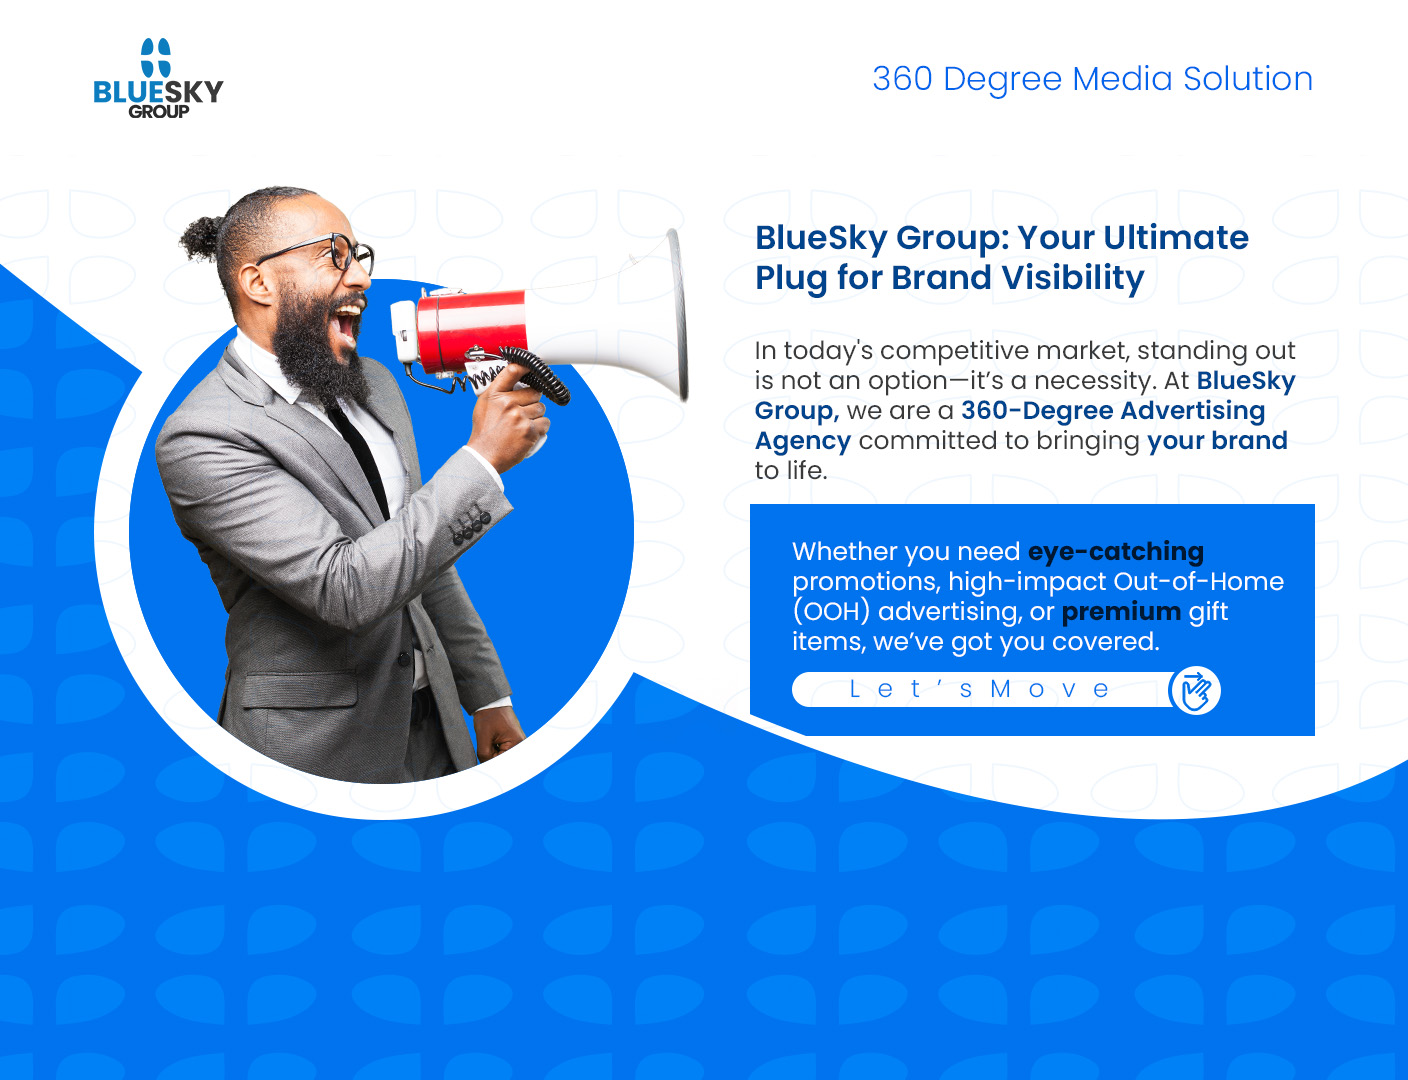 BLUESKY
GROUP
360 Degree Media Solution
BlueSky Group: Your Ultimate
Plug for Brand Visibility
In today's competitive market, standing out
is not an option—it’s a necessity. At BlueSky
Group, we are a 360-Degree Advertising
Agency committed to bringing your brand
to life.
Whether you need eye-catching
promotions, high-impact Out-of-Home
(OOH) advertising, or premium gift
items, we’ve got you covered.
Let’sMove